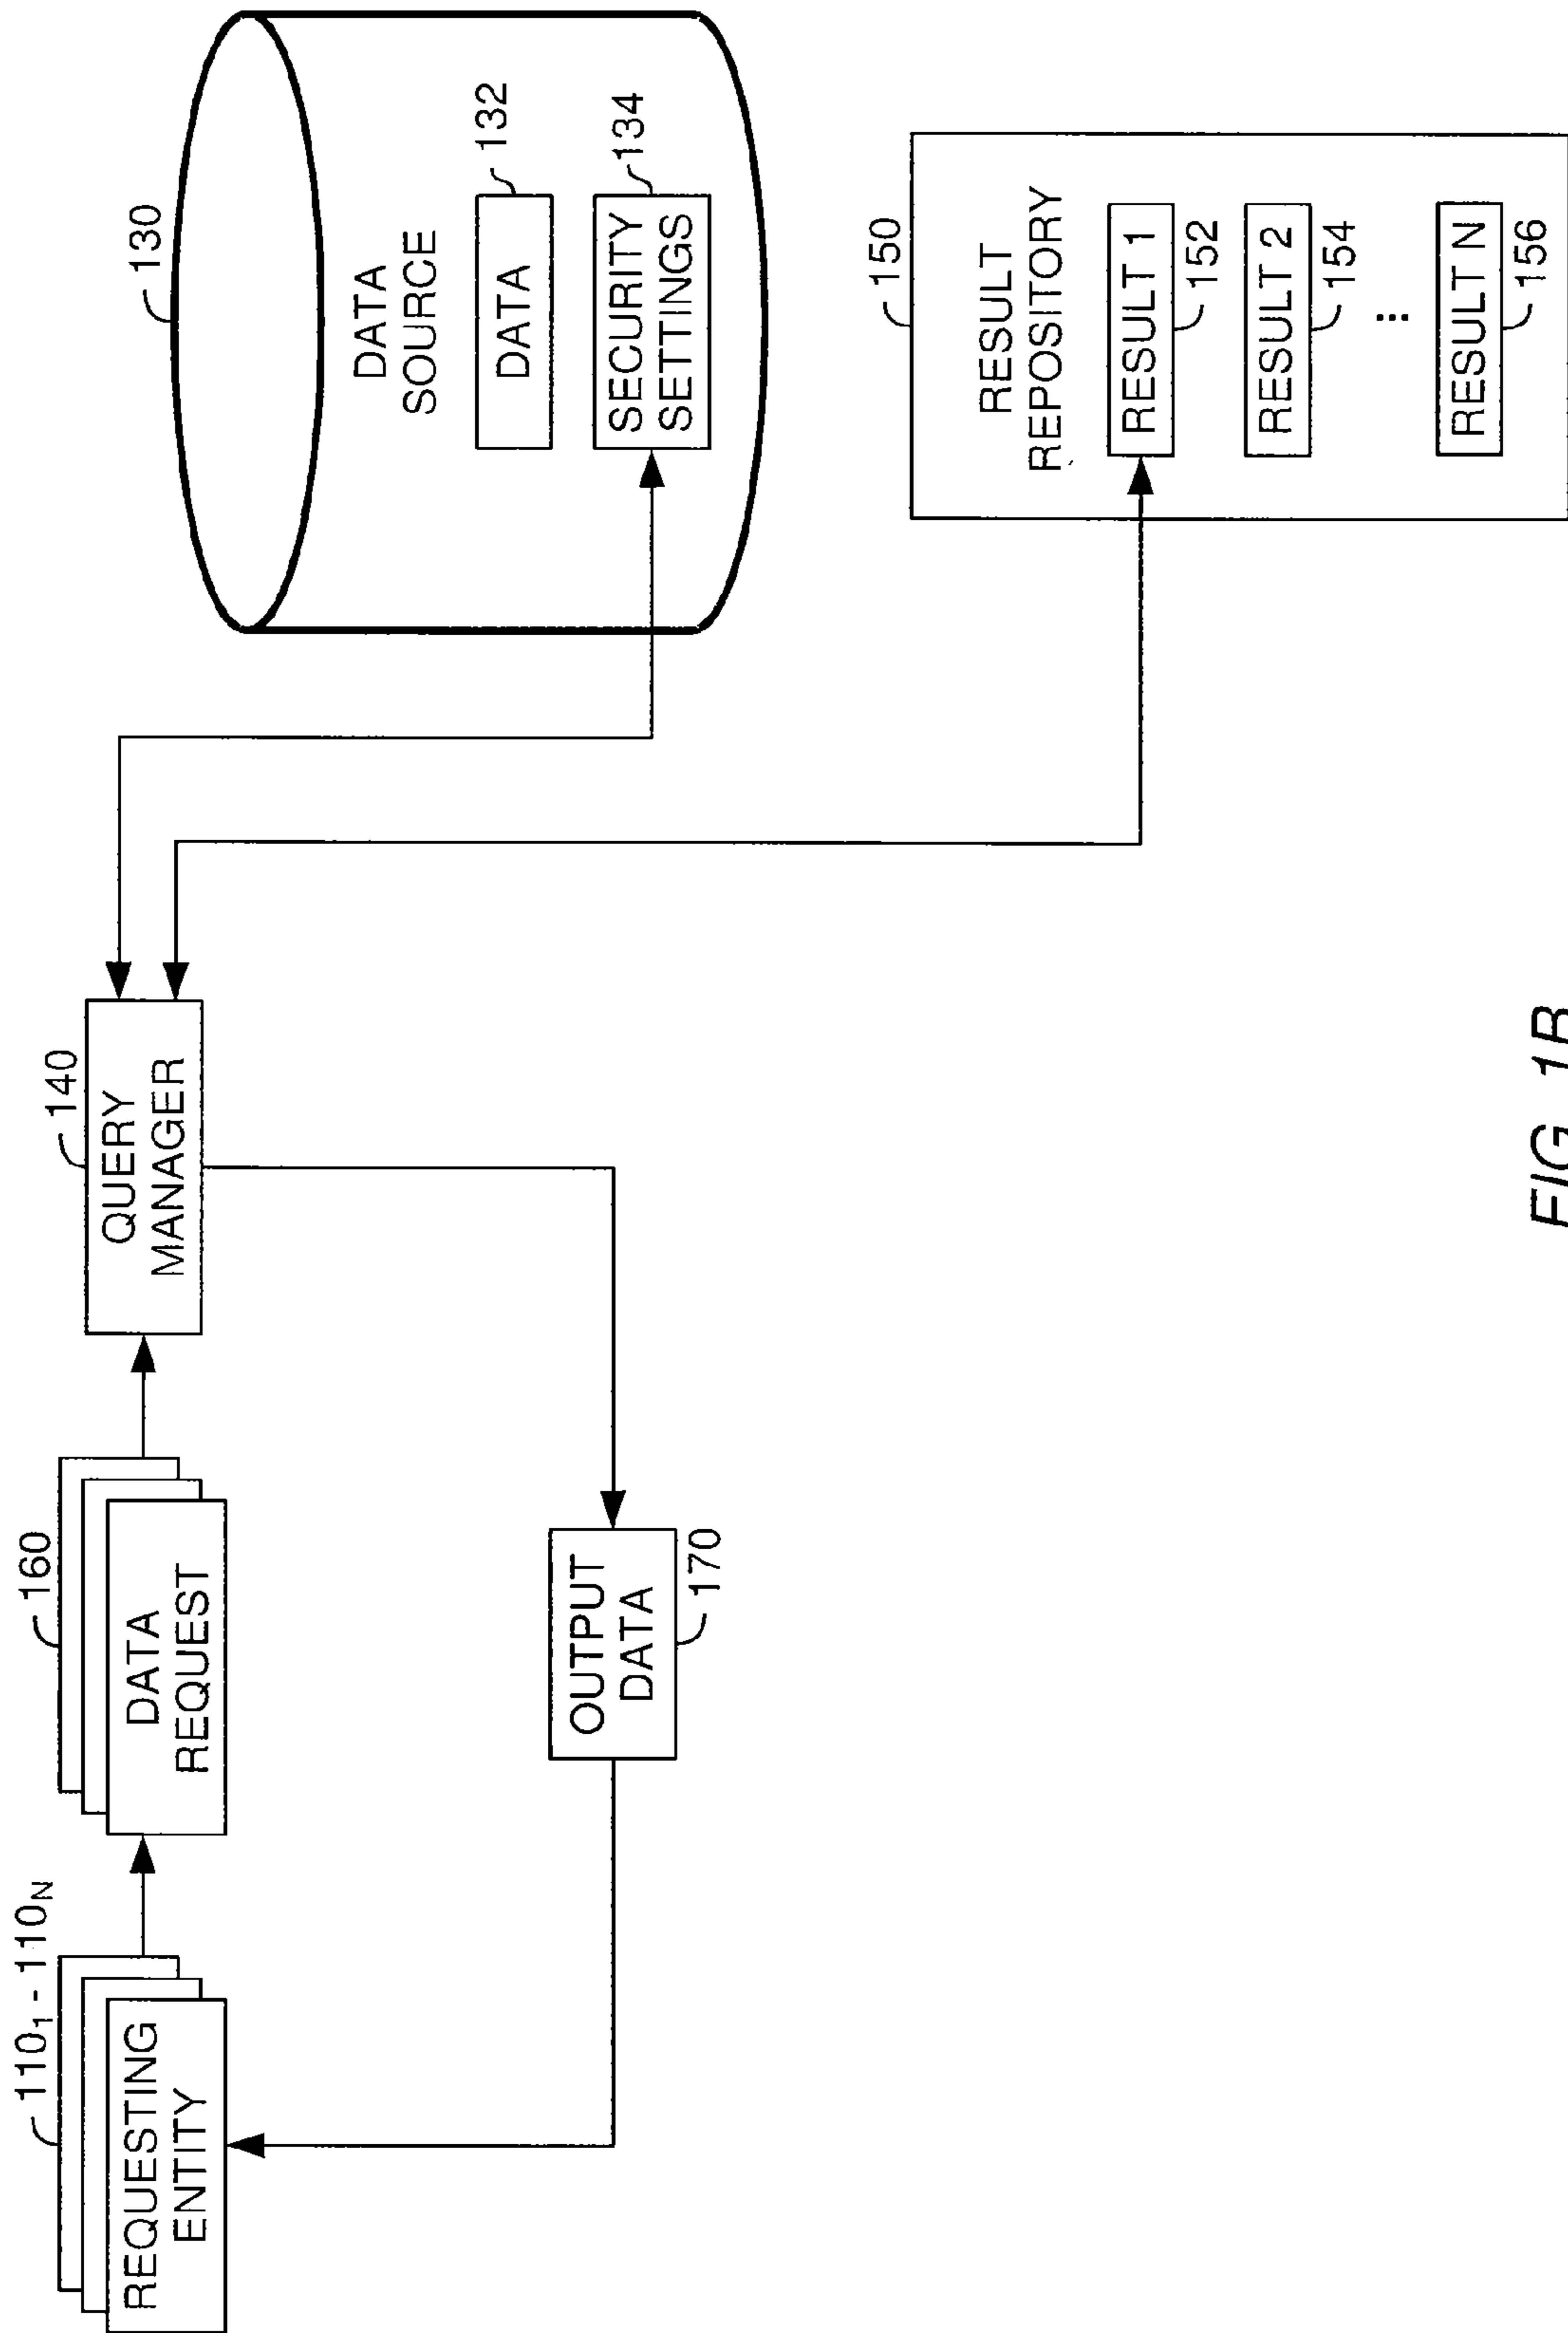 110₁ - 110ₙ
REQUESTING
ENTITY
160
DATA
REQUEST
140
QUERY
MANAGER
OUTPUT
DATA
170
130
DATA
SOURCE
DATA
132
SECURITY
SETTINGS
134
150
RESULT
REPOSITORY
RESULT 1
152
RESULT 2
154
...
RESULT N
156
FIG. 1B